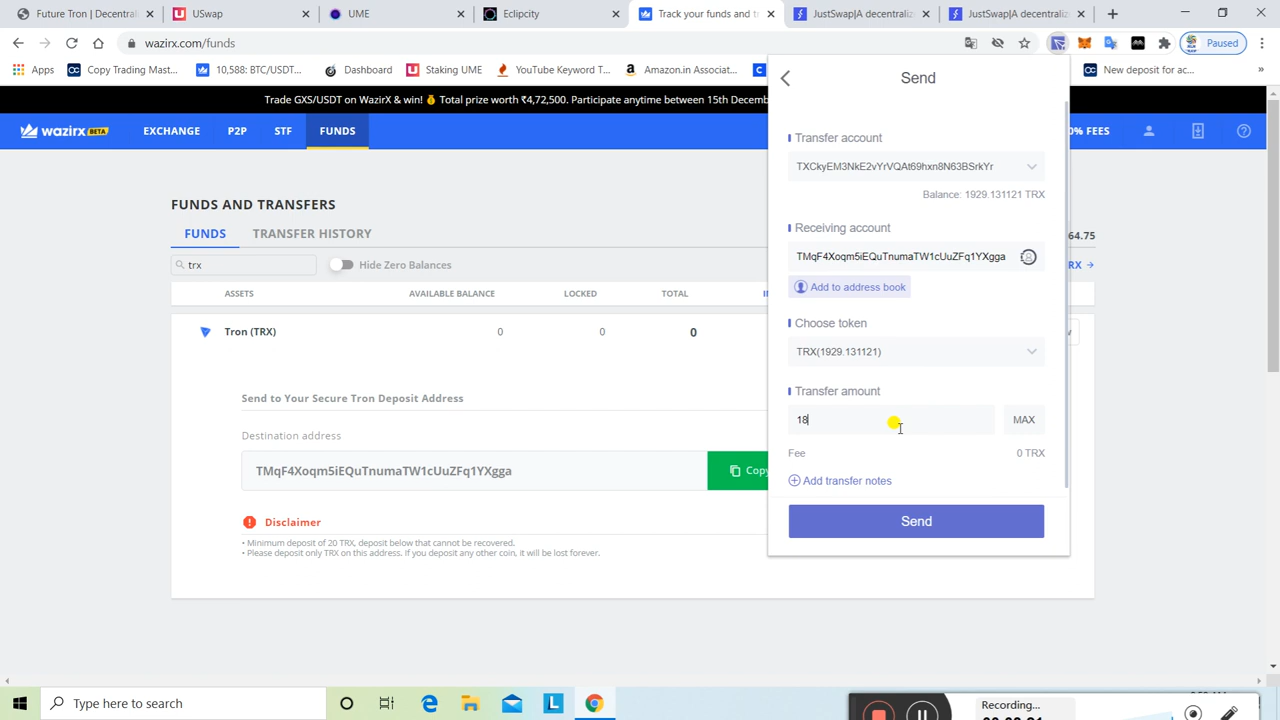 Future Tron | Decentrali
USwap
UME
Eclipcity
Track your funds and tr
JustSwap|A decentraliz
JustSwap|A decentraliz
wazirx.com/funds
Paused
Apps
Copy Trading Mast...
10,588: BTC/USDT...
Dashboard
Staking UME
YouTube Keyword T...
Amazon.in Associat...
New deposit for ac...
»
Trade GXS/USDT on WazirX & win! Total prize worth ₹4,72,500. Participate anytime between 15th Decemb
wazirx BETA
EXCHANGE
P2P
STF
FUNDS
0% FEES
FUNDS AND TRANSFERS
FUNDS
TRANSFER HISTORY
64.75
trx
Hide Zero Balances
RX →
ASSETS
AVAILABLE BALANCE
LOCKED
TOTAL
Tron (TRX)
0
0
0
Send to Your Secure Tron Deposit Address
Destination address
TMqF4Xoqm5iEQuTnumaTW1cUuZFq1YXgga
Copy
Disclaimer
• Minimum deposit of 20 TRX, deposit below that cannot be recovered.
• Please deposit only TRX on this address. if you deposit any other coin, it will be lost forever.
Send
Transfer account
TXCkyEM3NkE2vYrVQAt69hxn8N63BSrkYr
Balance: 1929.131121 TRX
Receiving account
TMqF4Xoqm5iEQuTnumaTW1cUuZFq1YXgga
Add to address book
Choose token
TRX(1929.131121)
Transfer amount
18
MAX
Fee
0 TRX
Add transfer notes
Send
Type here to search
Recording...